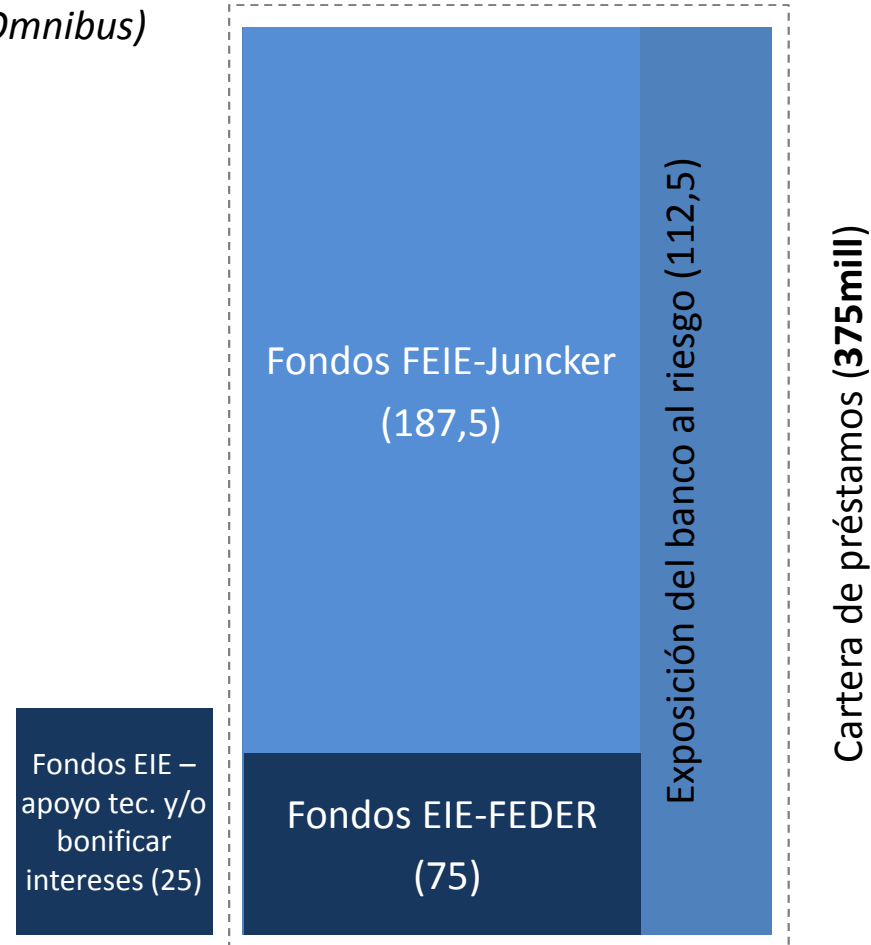 Omnibus)
Fondos FEIE-Juncker
(187,5)
Exposición del banco al riesgo (112,5)
Cartera de préstamos (375mill)
Fondos EIE –
apoyo tec. y/o
bonificar
intereses (25)
Fondos EIE-FEDER
(75)